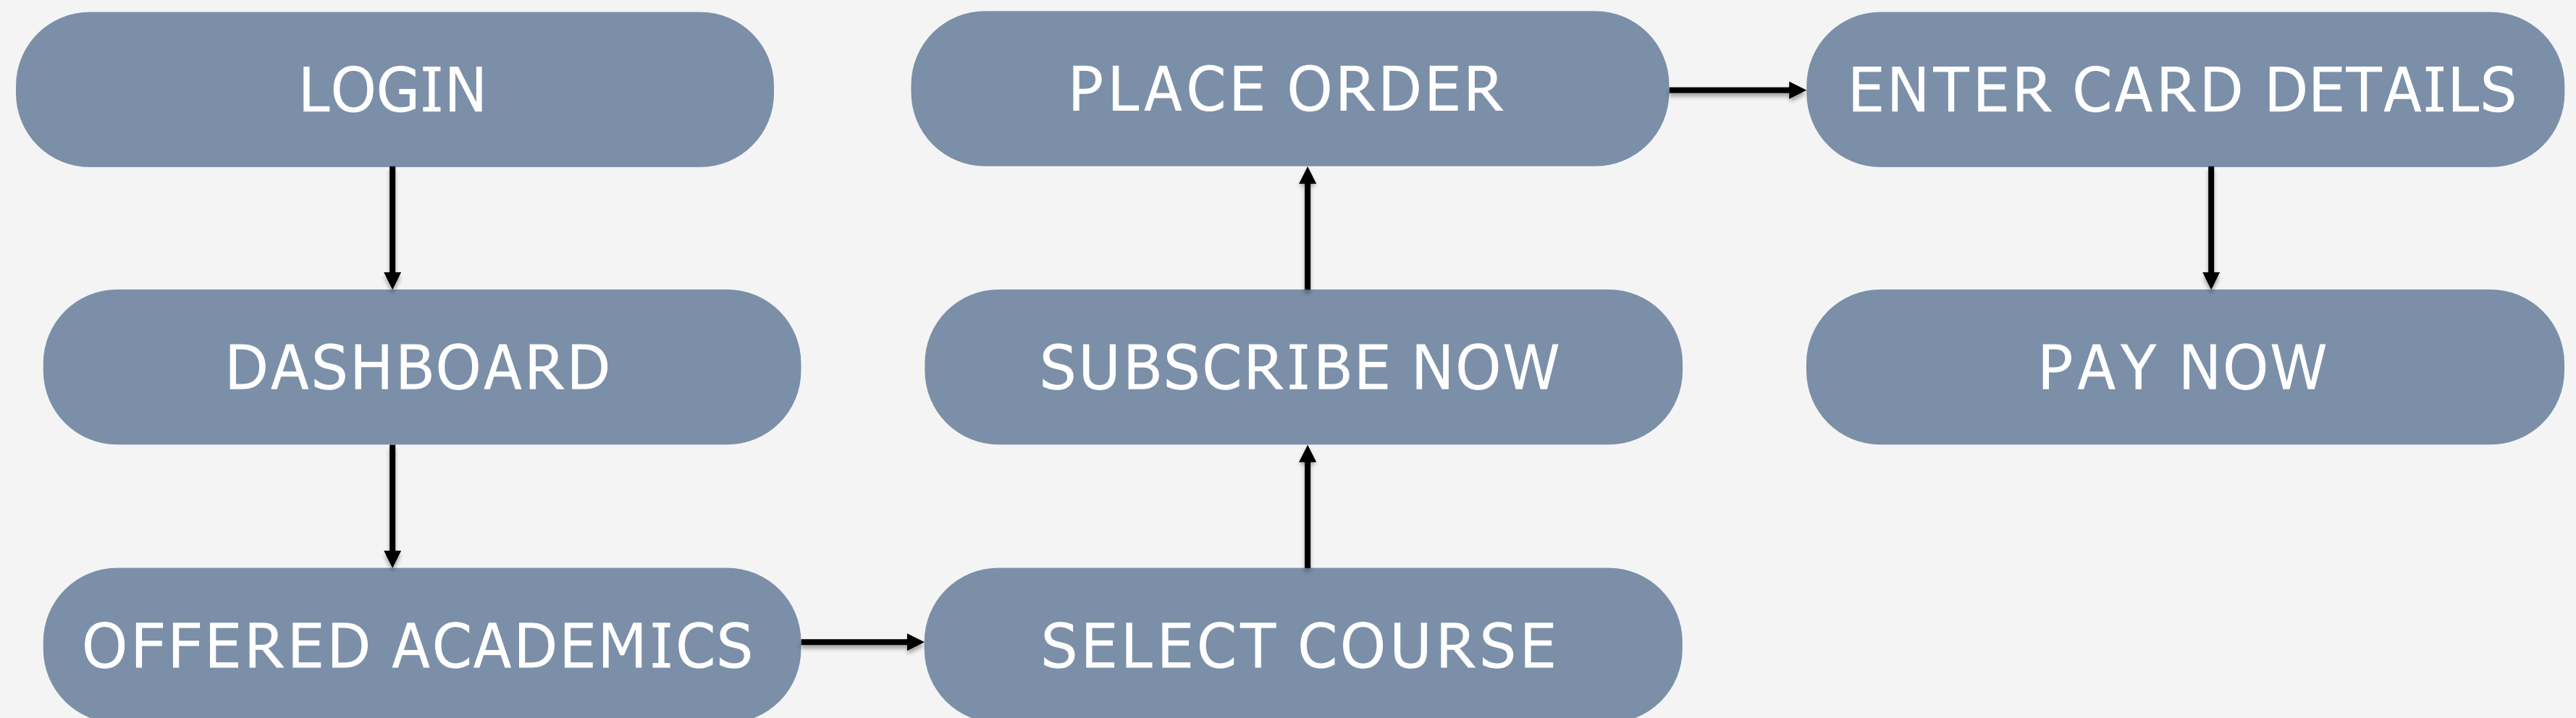 LOGIN
DASHBOARD
OFFERED ACADEMICS
SELECT COURSE
SUBSCRIBE NOW
PLACE ORDER
ENTER CARD DETAILS
PAY NOW